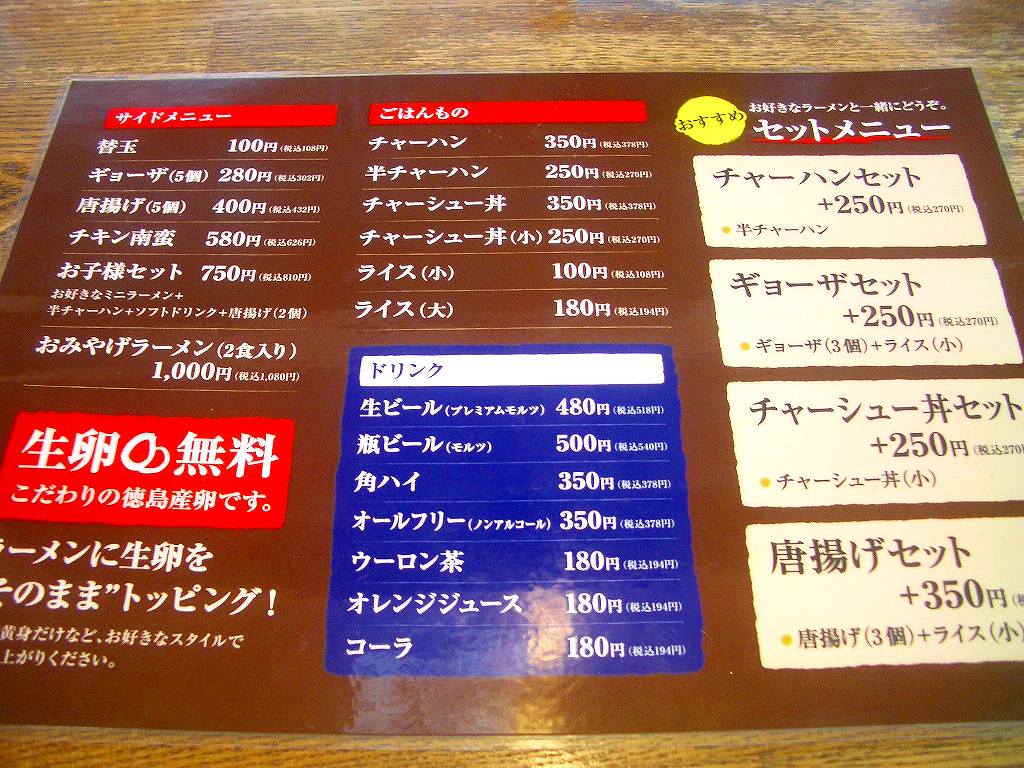 サイドメニュー
替玉 100円(税込108円)
ギョーザ(5個) 280円(税込302円)
唐揚げ(5個) 400円(税込432円)
チキン南蛮 580円(税込626円)
お子様セット 750円(税込810円)
お好きなミニラーメン+
半チャーハン+ソフトドリンク+唐揚げ(2個)
おみやげラーメン(2食入り)
1,000円(税込1,080円)
生卵 無料
こだわりの徳島産卵です。
ラーメンに生卵を
そのまま”トッピング!
黄身だけなど、お好きなスタイルで
上がりください。
ごはんもの
チャーハン 350円(税込378円)
半チャーハン 250円(税込270円)
チャーシュー丼 350円(税込378円)
チャーシュー丼(小) 250円(税込270円)
ライス(小) 100円(税込108円)
ライス(大) 180円(税込194円)
ドリンク
生ビール(プレミアムモルツ) 480円(税込518円)
瓶ビール(モルツ) 500円(税込540円)
角ハイ 350円(税込378円)
オールフリー(ノンアルコール) 350円(税込378円)
ウーロン茶 180円(税込194円)
オレンジジュース 180円(税込194円)
コーラ 180円(税込194円)
おすすめ
お好きなラーメンと一緒にどうぞ。
セットメニュー
チャーハンセット
+250円(税込270円)
●半チャーハン
ギョーザセット
+250円(税込270円)
●ギョーザ(3個)+ライス(小)
チャーシュー丼セット
+250円(税込270
●チャーシュー丼(小)
唐揚げセット
+350円
●唐揚げ(3個)+ライス(小)